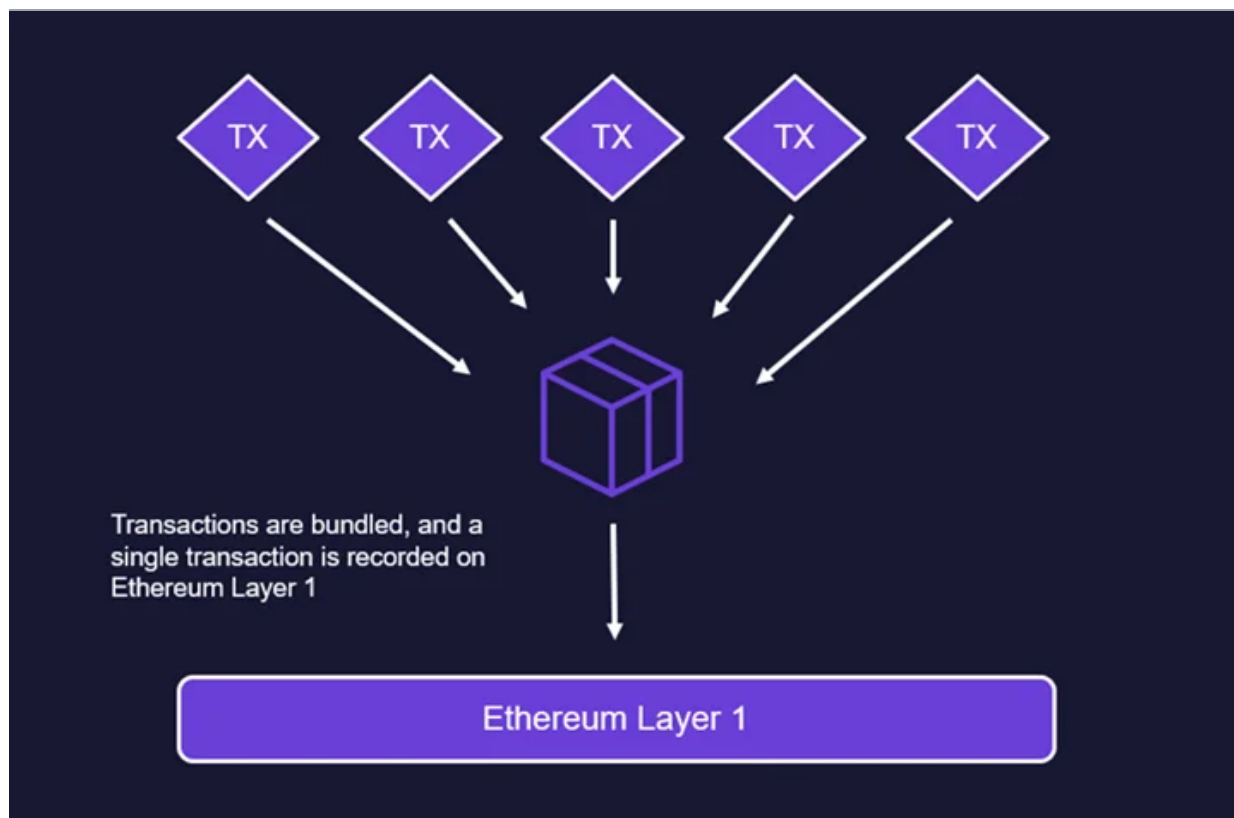 TX TX TX TX TX
Transactions are bundled, and a
single transaction is recorded on
Ethereum Layer 1
Ethereum Layer 1